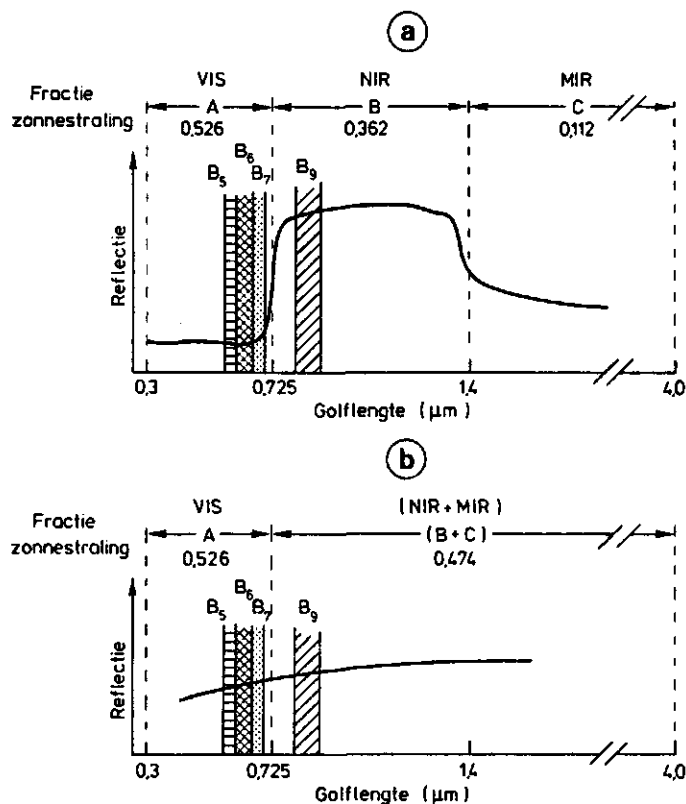 a
VIS NIR MIR
Fractie zonnestraling
A B C
0,526 0,362 0,112
B5 B6 B7 B9
Reflectie
0,3 0,725 1,4 4,0
Golflengte (μm)
b
VIS (NIR + MIR)
Fractie zonnestraling
A (B + C)
0,526 0,474
B5 B6 B7 B9
Reflectie
0,3 0,725 1,4 4,0
Golflengte (μm)